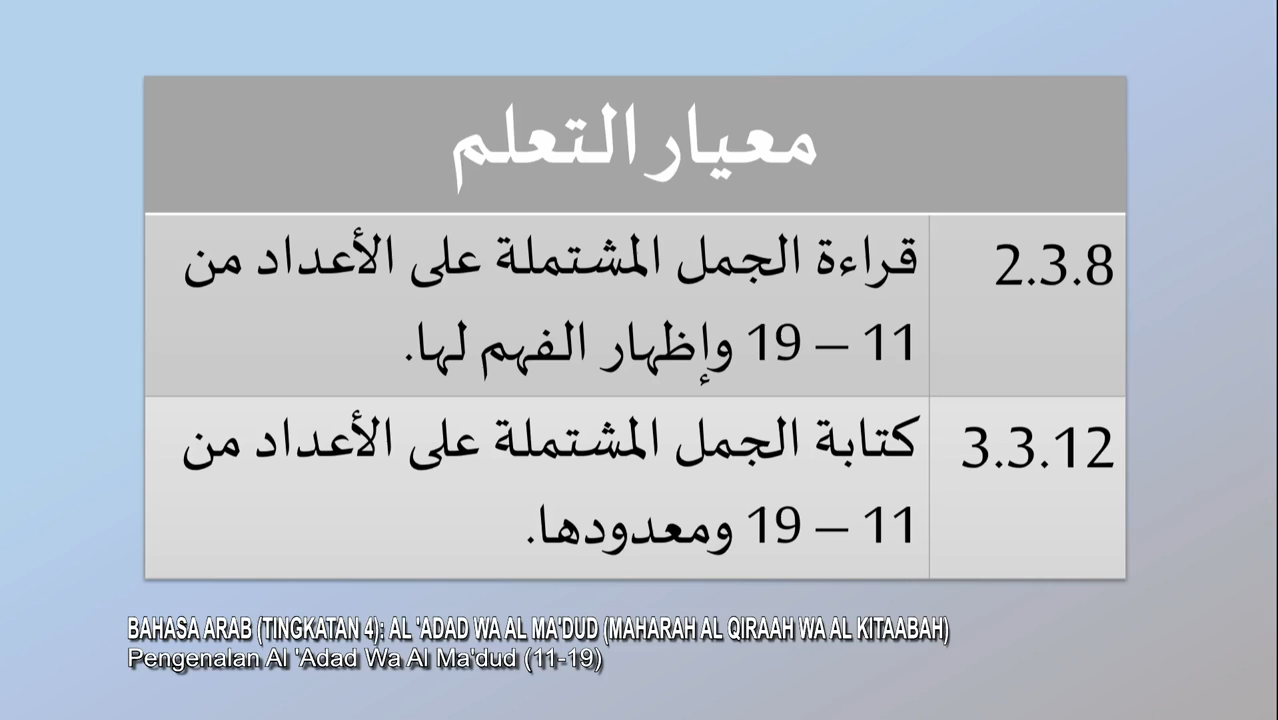 معيار التعلم
2.3.8
قراءة الجمل المشتملة على الأعداد من
11 – 19 وإظهار الفهم لها.
3.3.12
كتابة الجمل المشتملة على الأعداد من
11 – 19 ومعدودها.
BAHASA ARAB (TINGKATAN 4): AL 'ADAD WA AL MA'DUD (MAHARAH AL QIRAAH WA AL KITAABAH)
Pengenalan Al 'Adad Wa Al Ma'dud (11-19)